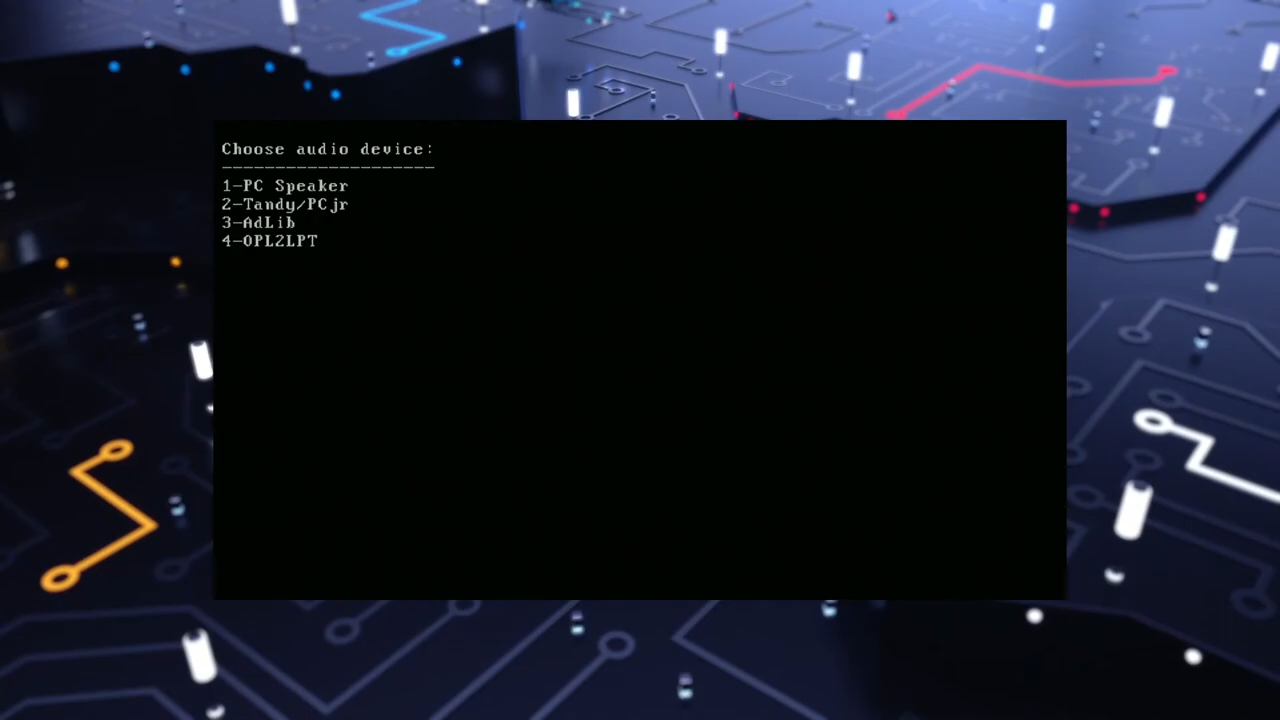 Choose audio device:
--------------------
1-PC Speaker
2-Tandy/PCjr
3-AdLib
4-OPL2LPT